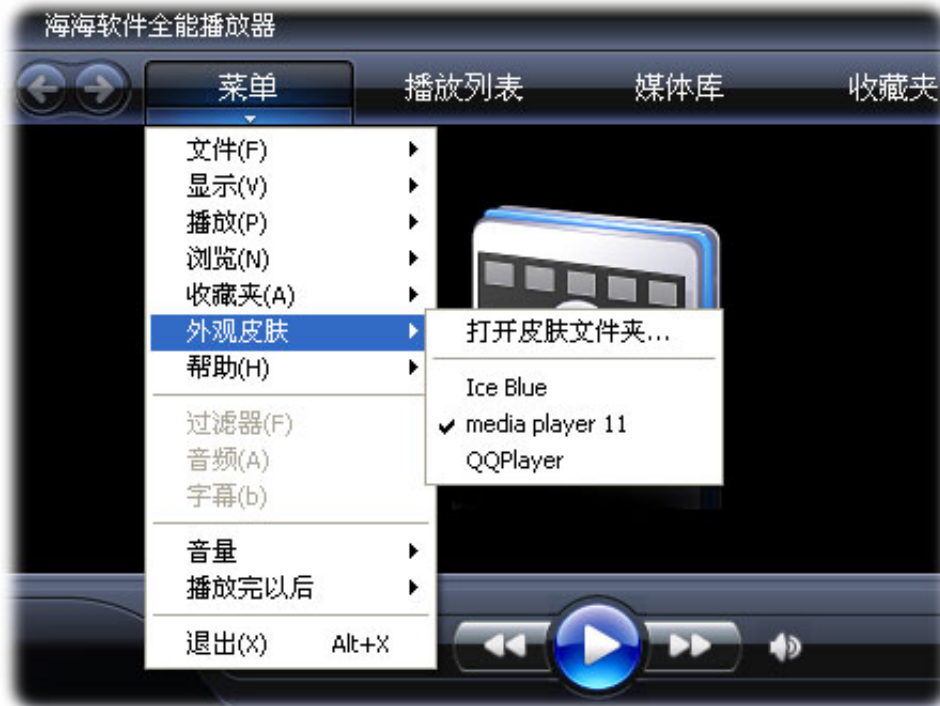 海海软件全能播放器
菜单 播放列表 媒体库 收藏夹
文件(F)
显示(V)
播放(P)
浏览(N)
收藏夹(A)
外观皮肤
打开皮肤文件夹...
帮助(H)
Ice Blue
过滤器(F)
media player 11
音频(A)
QQPlayer
字幕(b)
音量
播放完以后
退出(X) Alt+X